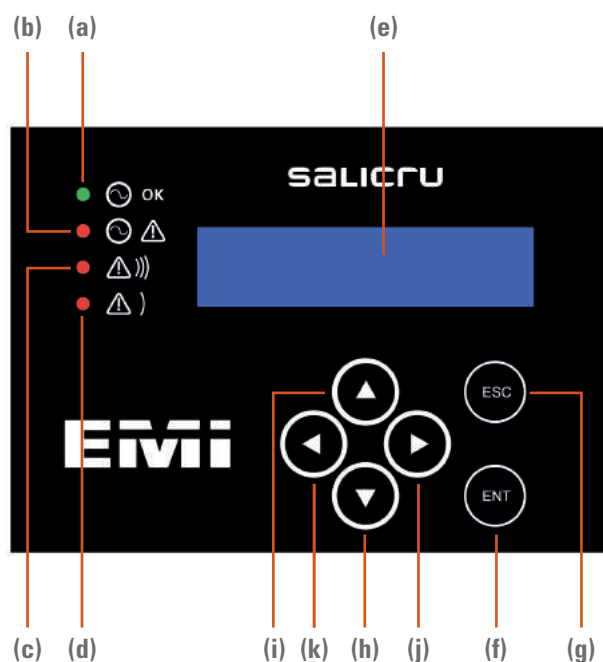 (b) (a) (e)
salicru
OK
ESC
EMi
ENT
(c) (d) (i) (k) (h) (j) (f) (g)